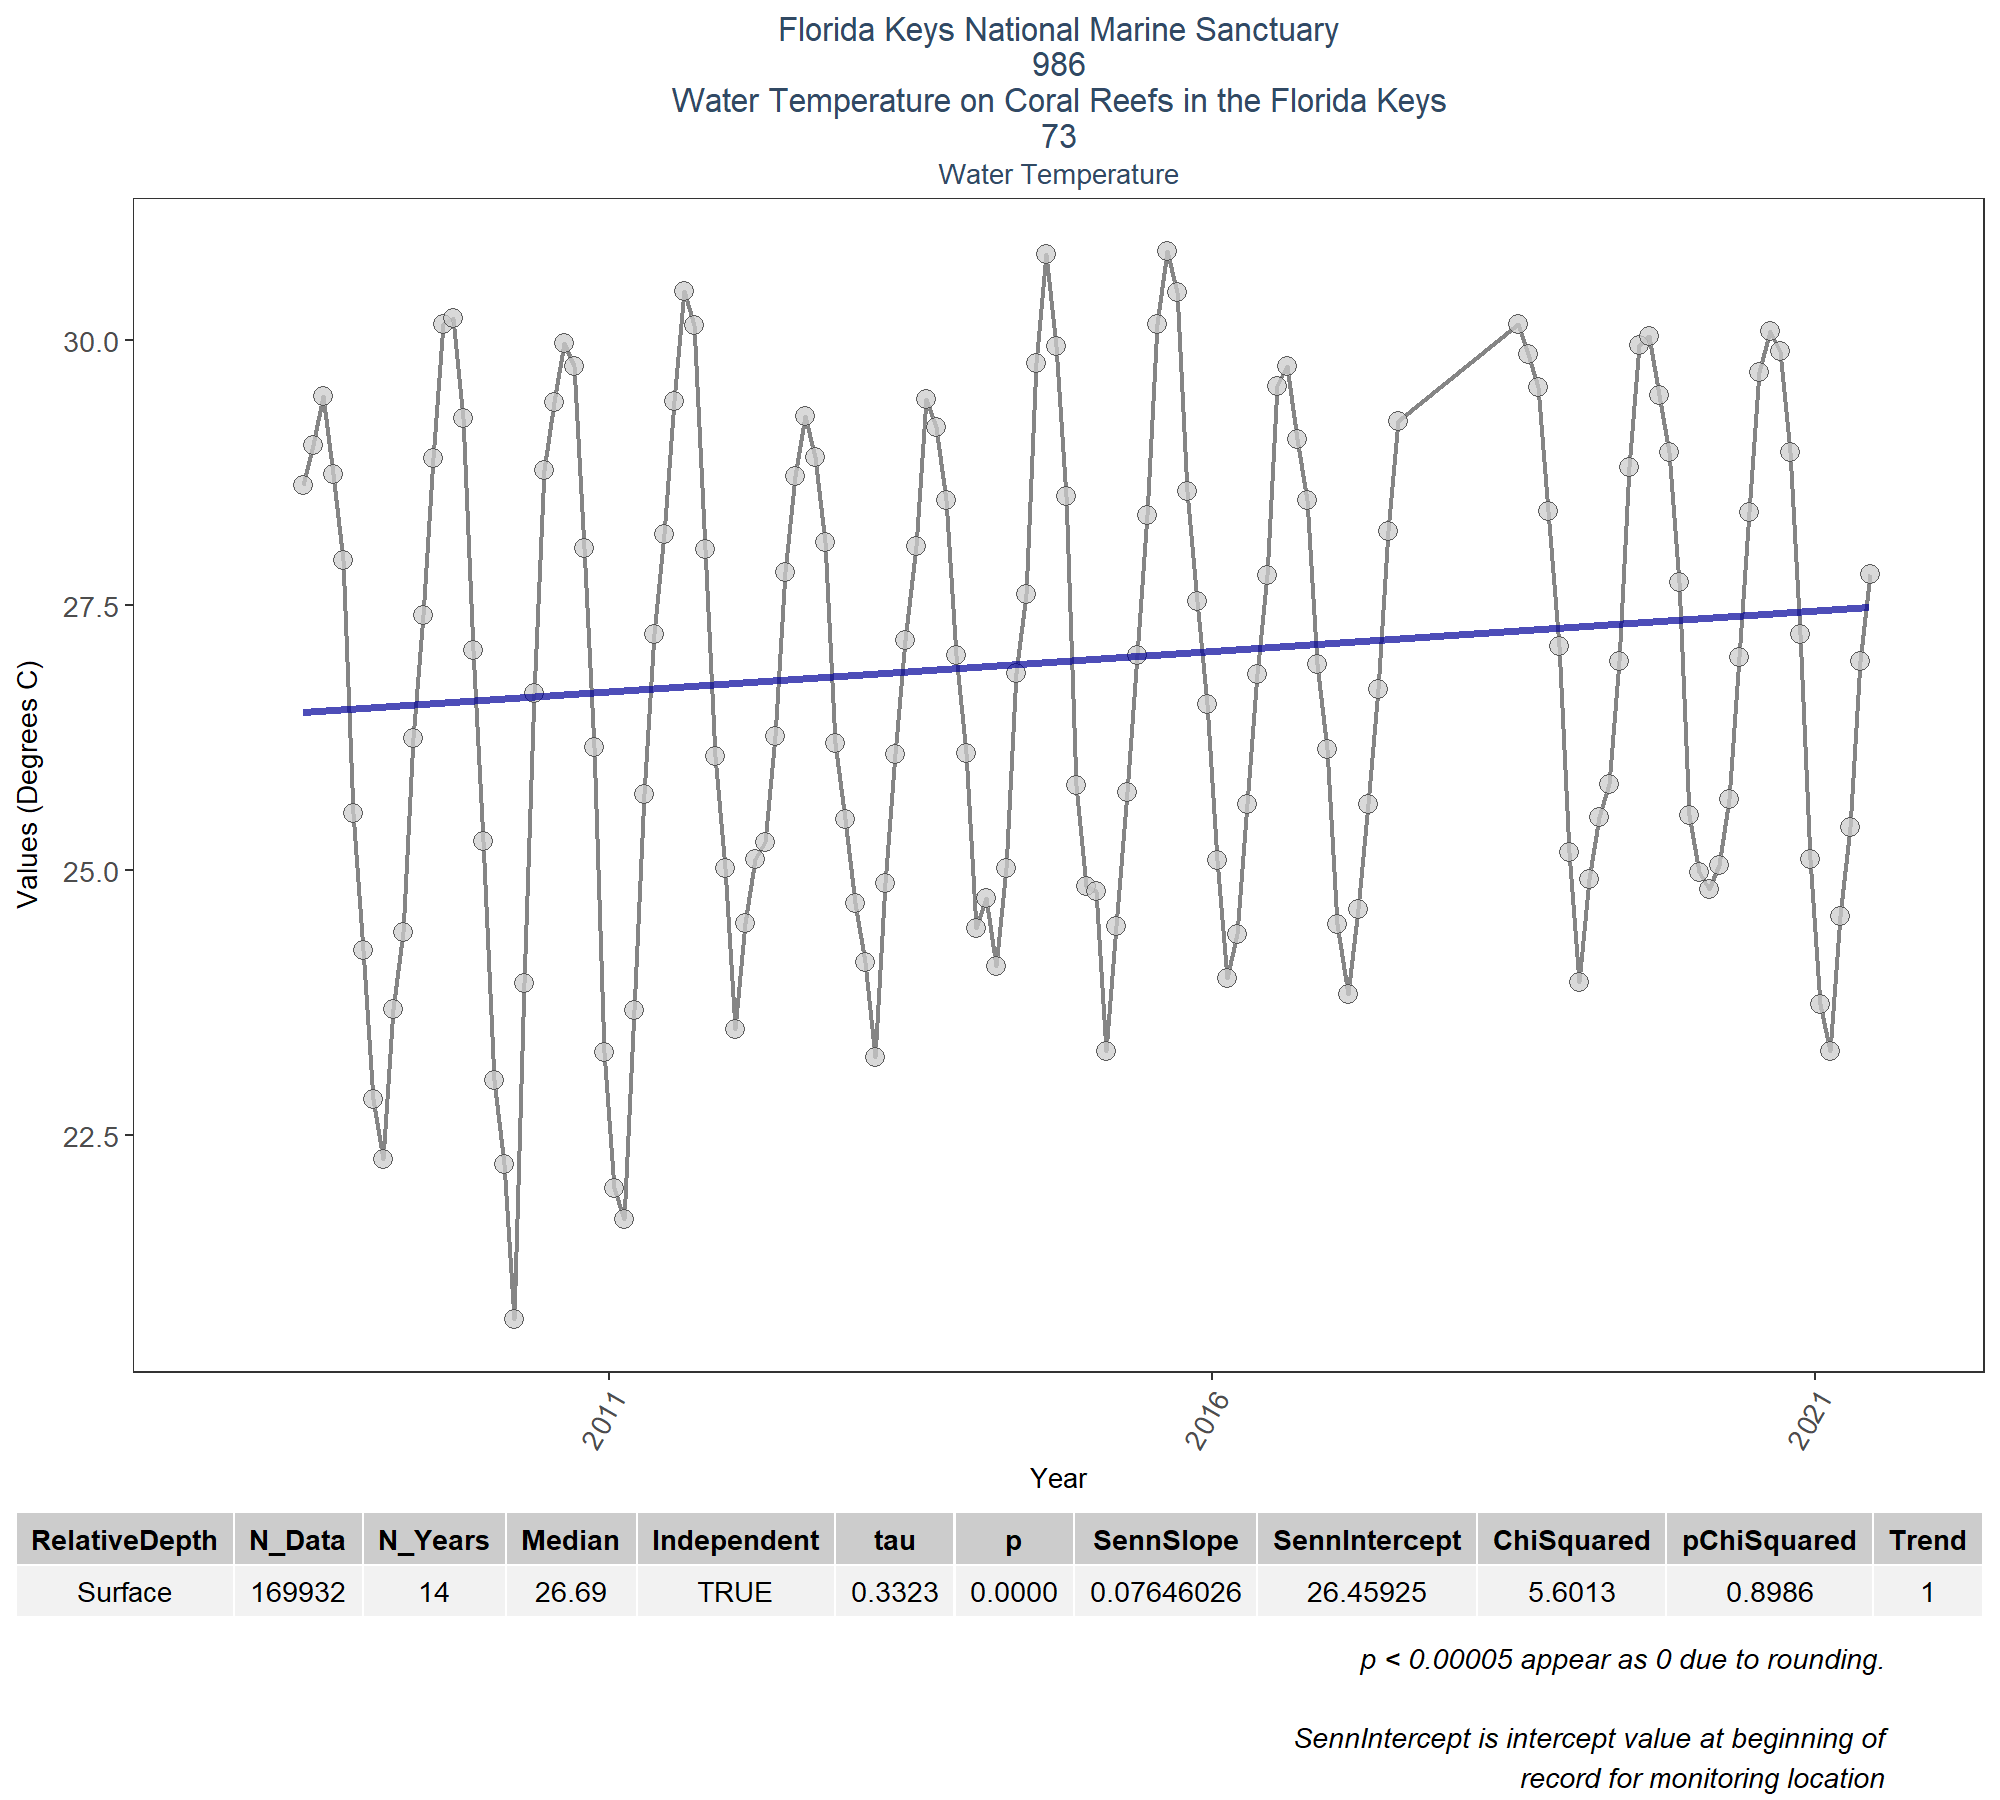 Florida Keys National Marine Sanctuary
986
Water Temperature on Coral Reefs in the Florida Keys
73
Water Temperature
Values (Degrees C)
30.0
27.5
25.0
22.5
2011
2016
2021
Year
RelativeDepth N_Data N_Years Median Independent tau p SennSlope SennIntercept ChiSquared pChiSquared Trend
Surface 169932 14 26.69 TRUE 0.3323 0.0000 0.07646026 26.45925 5.6013 0.8986 1
p < 0.00005 appear as 0 due to rounding.
SennIntercept is intercept value at beginning of
record for monitoring location